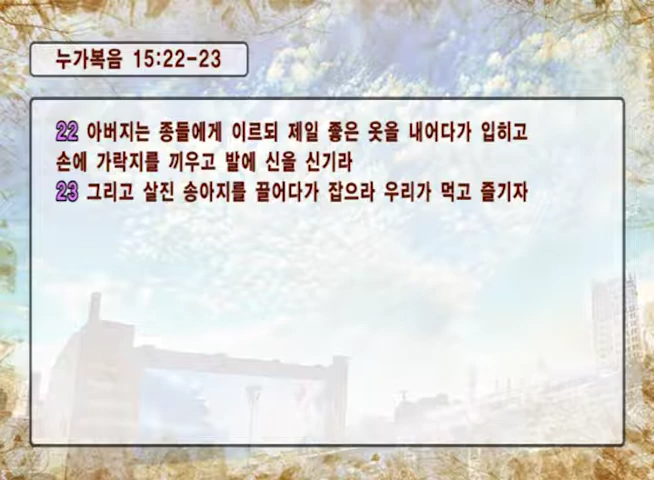 누가복음 15:22-23
22 아버지는 종들에게 이르되 제일 좋은 옷을 내어다가 입히고
손에 가락지를 끼우고 발에 신을 신기라
23 그리고 살진 송아지를 끌어다가 잡으라 우리가 먹고 즐기자